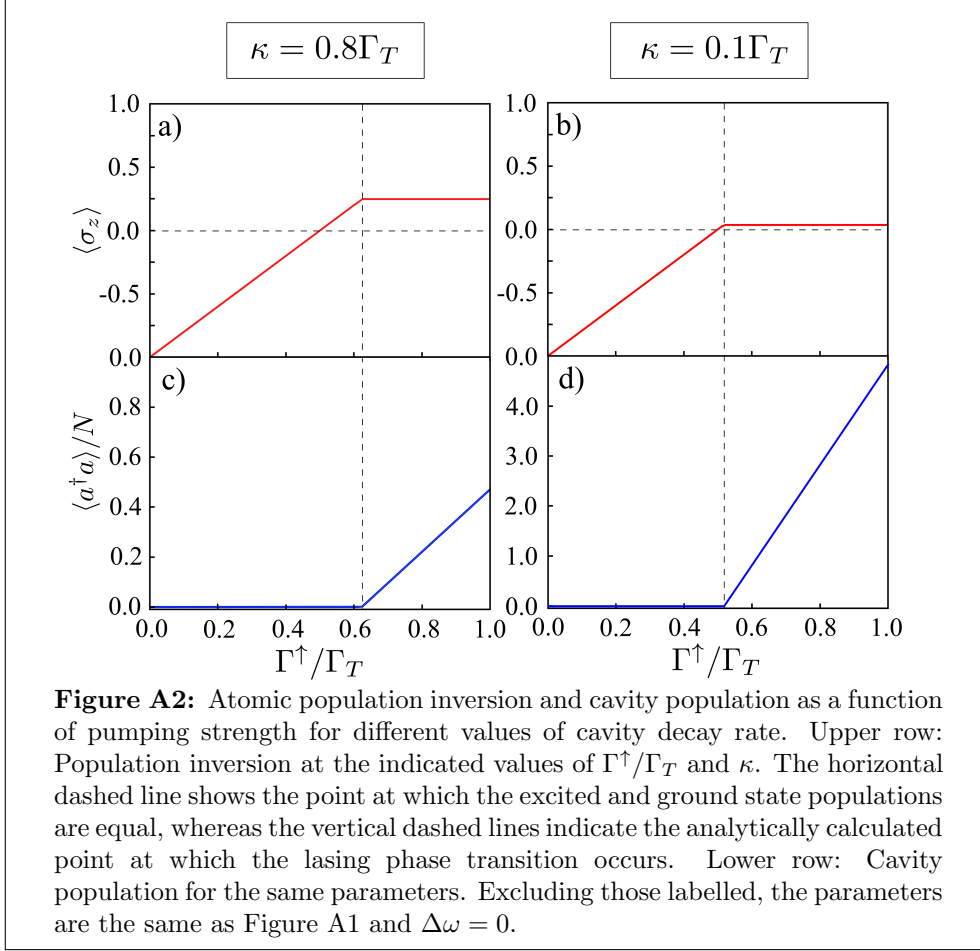 κ = 0.8Γ_T
κ = 0.1Γ_T
a)
b)
1.0
0.5
0.0
-0.5
0.0
⟨σ_z⟩
1.0
0.5
0.0
-0.5
0.0
c)
d)
0.8
0.6
0.4
0.2
0.0
⟨a†a⟩/N
4.0
3.0
2.0
1.0
0.0
0.0 0.2 0.4 0.6 0.8 1.0
0.0 0.2 0.4 0.6 0.8 1.0
Γ↑/Γ_T
Γ↑/Γ_T
Figure A2: Atomic population inversion and cavity population as a function
of pumping strength for different values of cavity decay rate. Upper row:
Population inversion at the indicated values of Γ↑/Γ_T and κ. The horizontal
dashed line shows the point at which the excited and ground state populations
are equal, whereas the vertical dashed lines indicate the analytically calculated
point at which the lasing phase transition occurs. Lower row: Cavity
population for the same parameters. Excluding those labelled, the parameters
are the same as Figure A1 and Δω = 0.